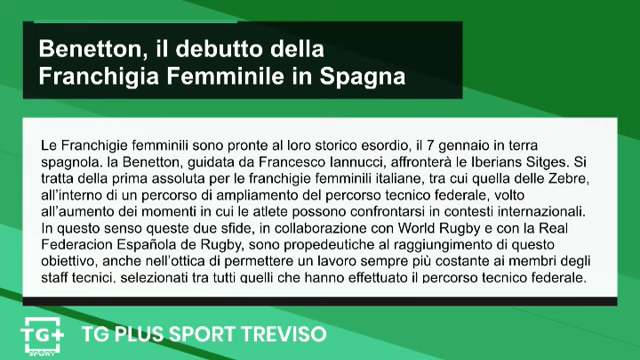 Benetton, il debutto della
Franchigia Femminile in Spagna
Le Franchigie femminili sono pronte al loro storico esordio, il 7 gennaio in terra
spagnola. la Benetton, guidata da Francesco Iannucci, affronterà le Iberians Sitges. Si
tratta della prima assoluta per le franchigie femminili italiane, tra cui quella delle Zebre,
all'interno di un percorso di ampliamento del percorso tecnico federale, volto
all'aumento dei momenti in cui le atlete possono confrontarsi in contesti internazionali.
In questo senso queste due sfide, in collaborazione con World Rugby e con la Real
Federacion Española de Rugby, sono propedeutiche al raggiungimento di questo
obiettivo, anche nell'ottica di permettere un lavoro sempre più costante ai membri degli
staff tecnici, selezionati tra tutti quelli che hanno effettuato il percorso tecnico federale.
TG+
SPORT
TG PLUS SPORT TREVISO